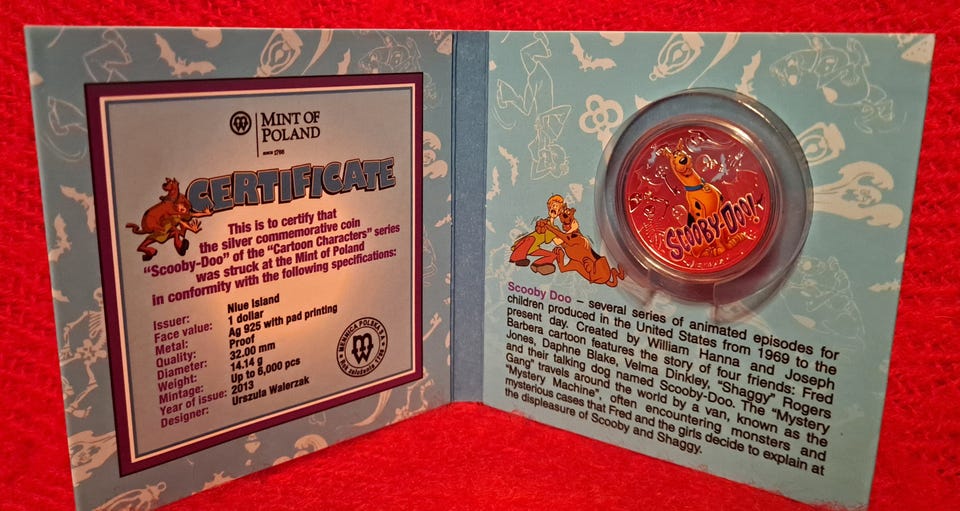 MINT OF
POLAND
SINCE 1766
CERTIFICATE
This is to certify that
the silver commemorative coin
"Scooby-Doo" of the "Cartoon Characters" series
was struck at the Mint of Poland
in conformity with the following specifications:
Issuer: Niue Island
Face value: 1 dollar
Metal: Ag 925 with pad printing
Quality: Proof
Diameter: 32.00 mm
Weight: 14.14 g
Mintage: Up to 6,000 pcs
Year of issue: 2013
Designer: Urszula Walerzak
MENNICA POLSKA S.A.
SCOOBY-DOO!
Scooby Doo – several series of animated episodes for
children produced in the United States from 1969 to the
present day. Created by William Hanna and Joseph
Barbera cartoon features the story of four friends: Fred
Jones, Daphne Blake, Velma Dinkley, "Shaggy" Rogers
and their talking dog named Scooby-Doo. The "Mystery
Gang" travels around the world by a van, known as the
"Mystery Machine", often encountering monsters and
mysterious cases that Fred and the girls decide to explain at
the displeasure of Scooby and Shaggy.